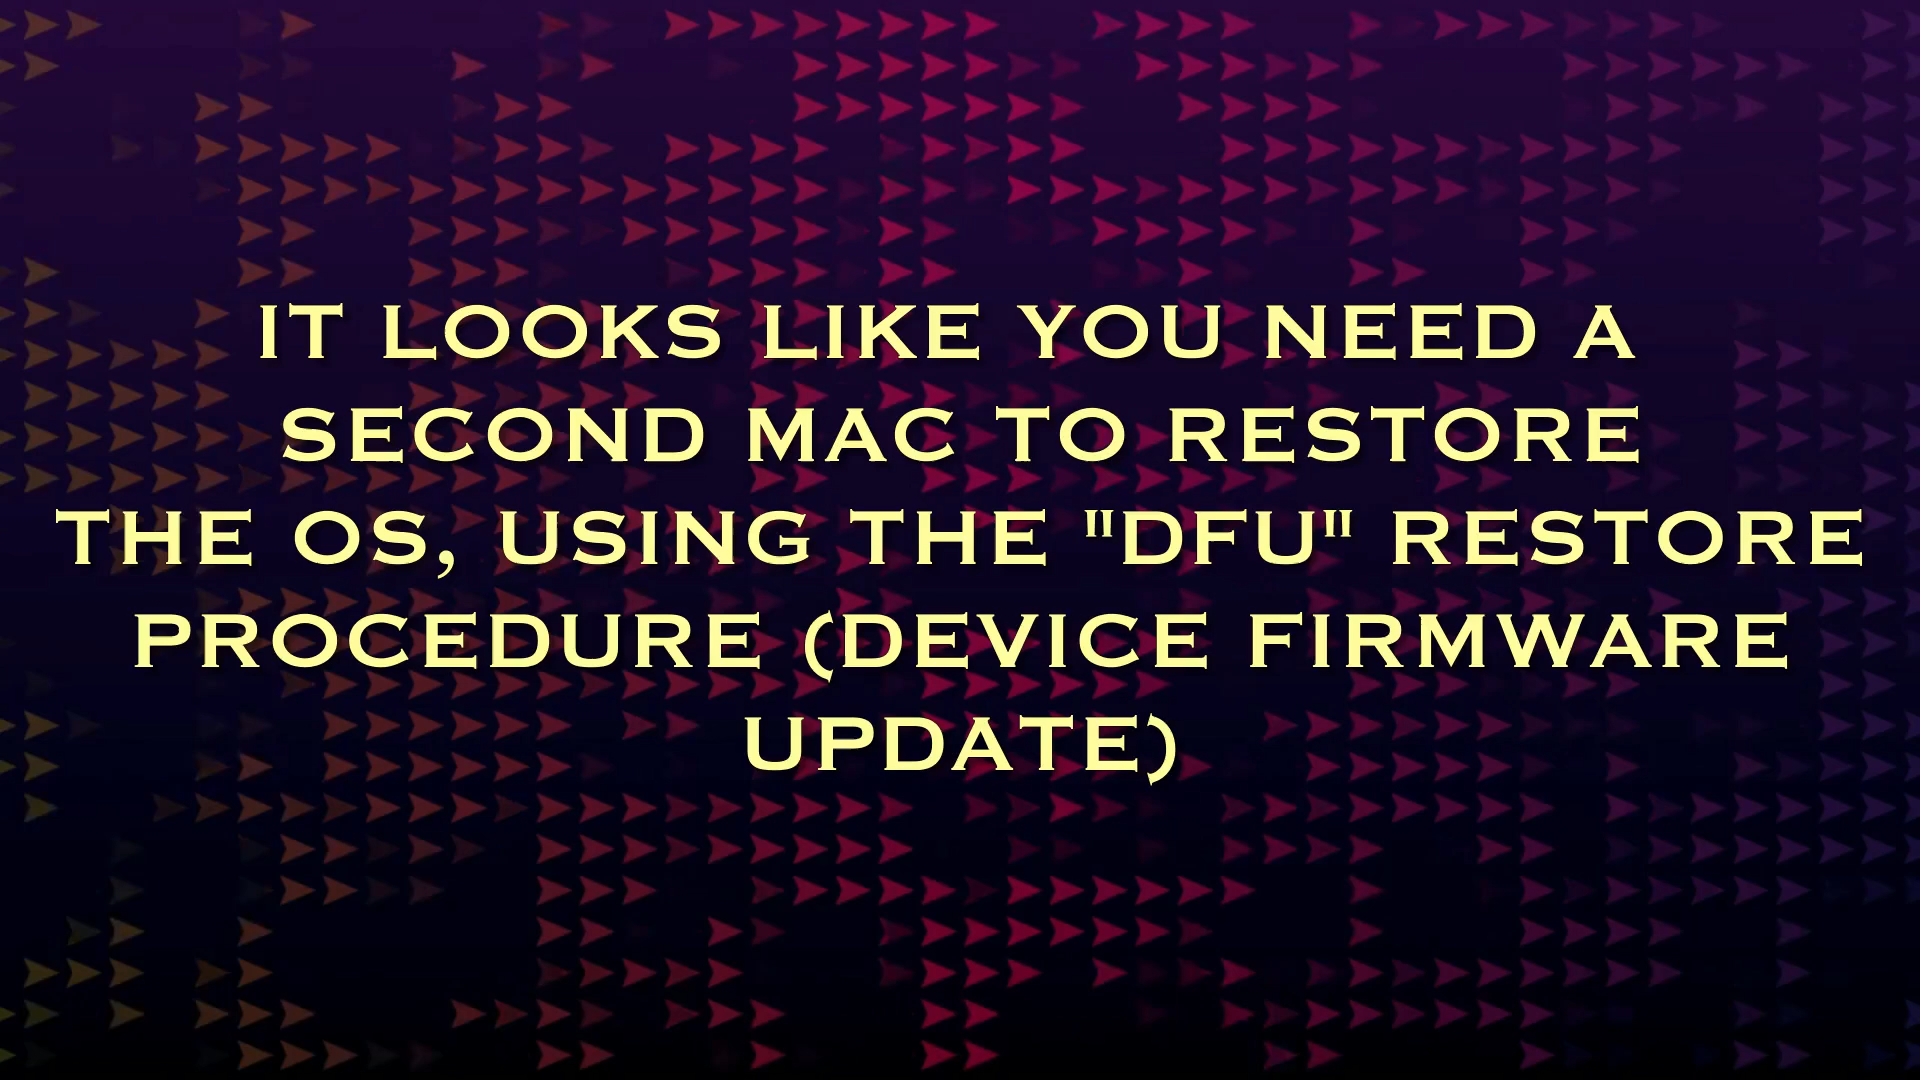 IT LOOKS LIKE YOU NEED A
SECOND MAC TO RESTORE
THE OS, USING THE "DFU" RESTORE
PROCEDURE (DEVICE FIRMWARE
UPDATE)